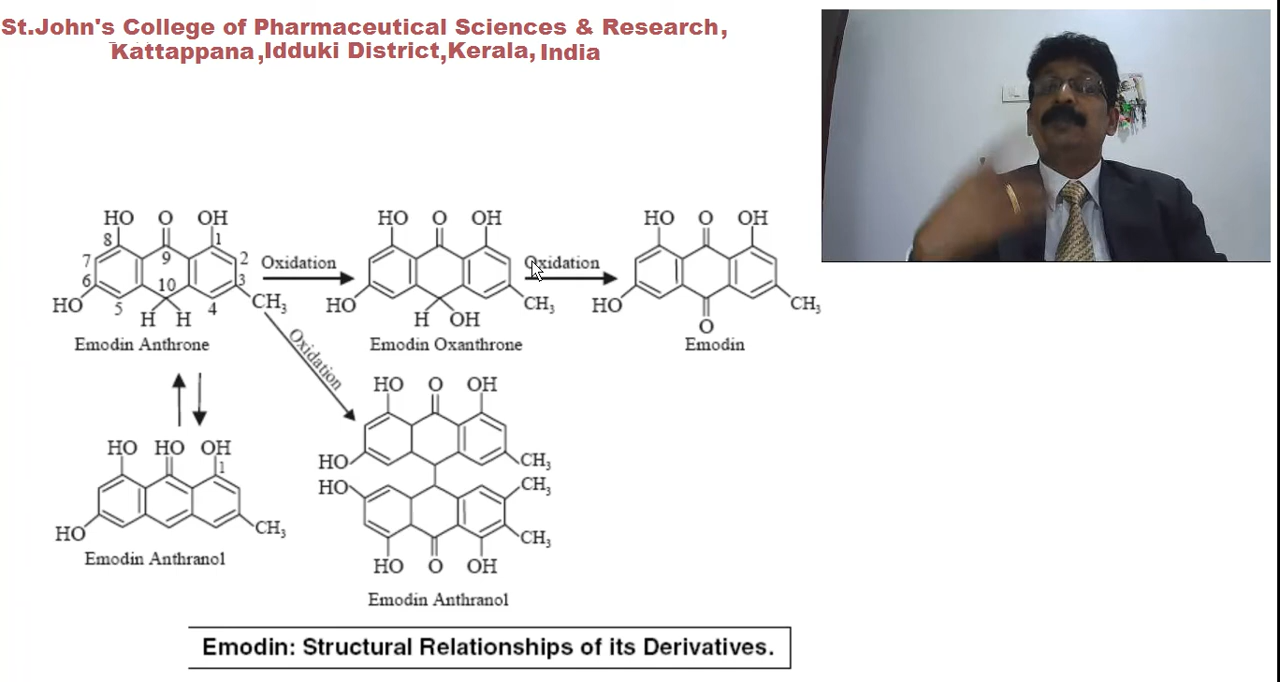 St.John's College of Pharmaceutical Sciences & Research,
Kattappana,Idduki District,Kerala, India
HO O OH
8 1
7 9 2
6 10 3
HO 5 4 CH₃
H H
Emodin Anthrone
Oxidation
HO O OH
HO CH₃
H OH
Emodin Oxanthrone
Oxidation
HO O OH
HO CH₃
O
Emodin
Oxidation
HO HO OH
1
HO CH₃
Emodin Anthranol
HO O OH
HO CH₃
HO CH₃
CH₃
HO O OH
Emodin Anthranol
Emodin: Structural Relationships of its Derivatives.